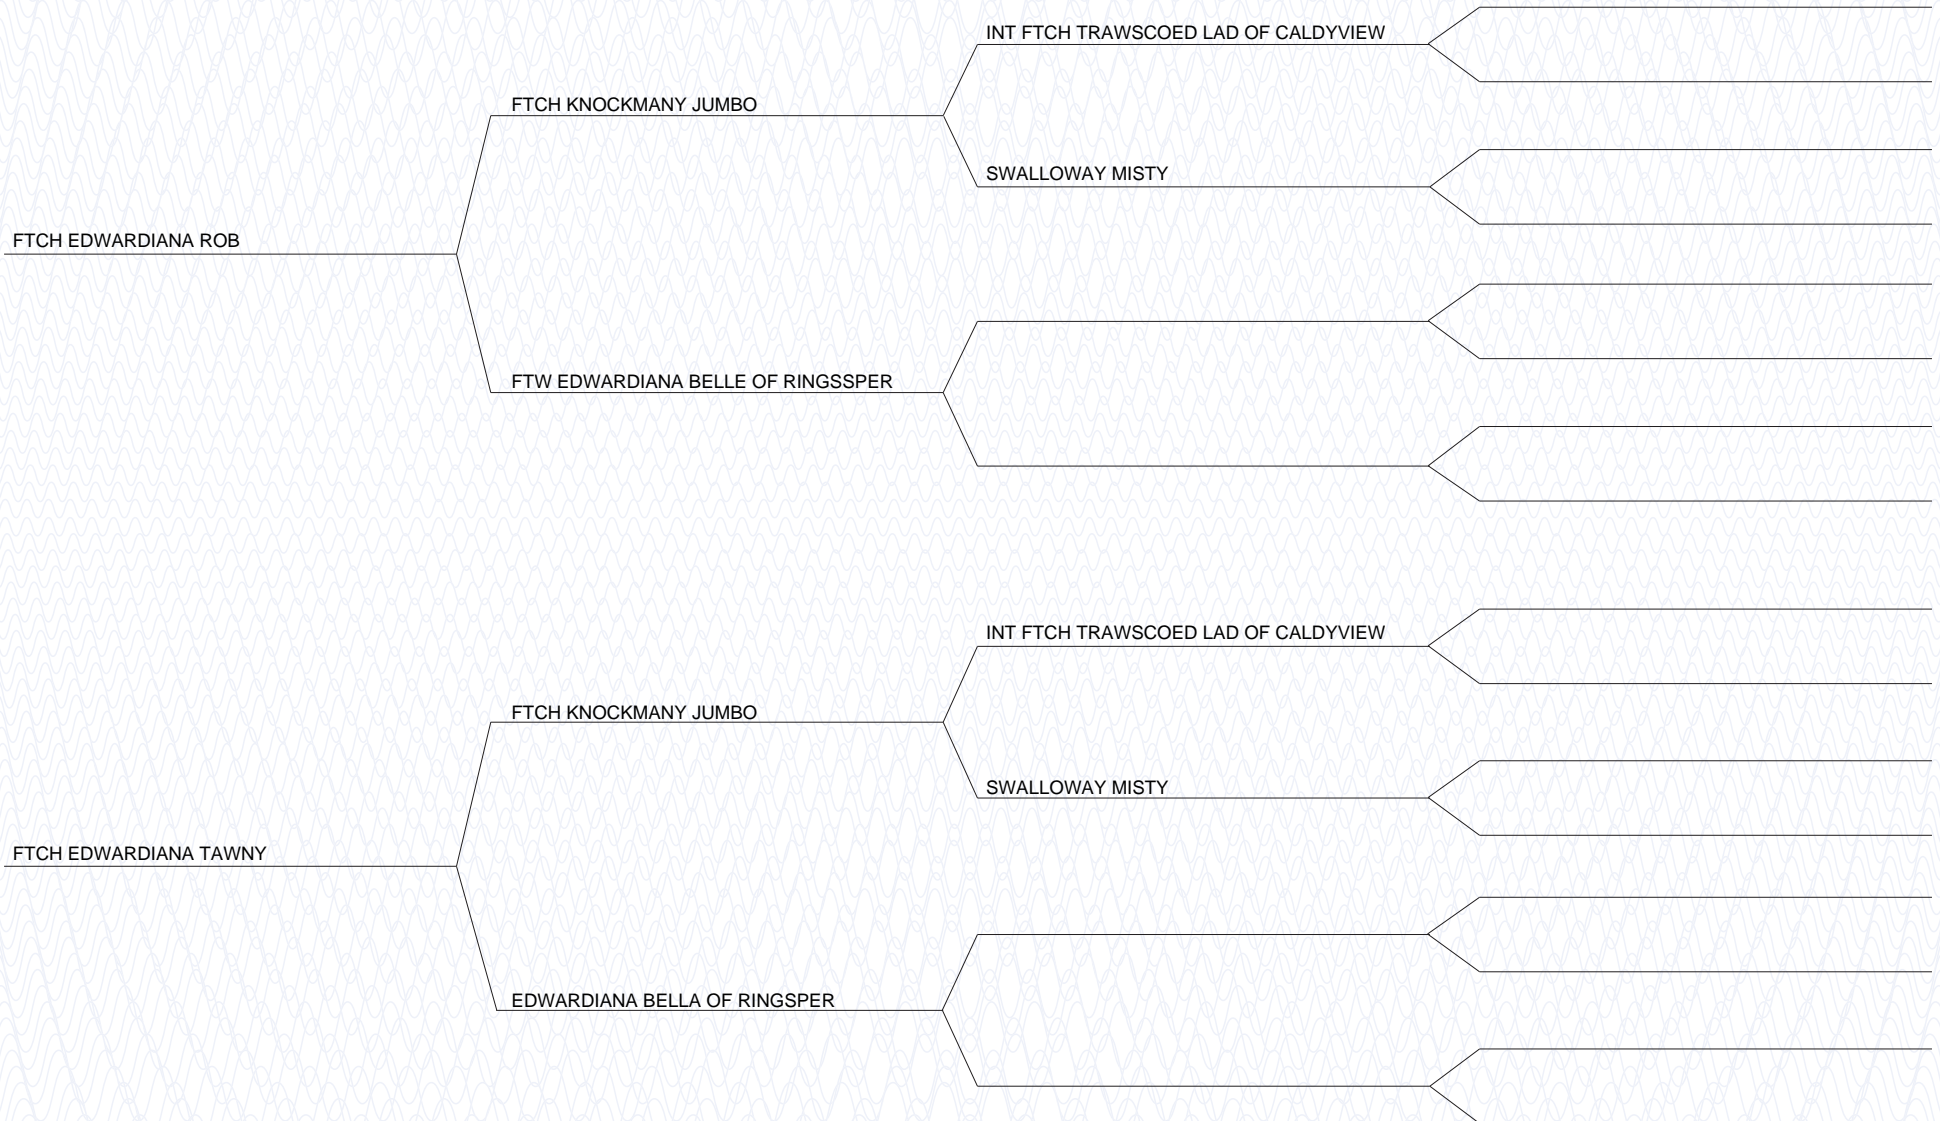 INT FTCH TRAWSCOED LAD OF CALDYVIEW
FTCH KNOCKMANY JUMBO
SWALLOWAY MISTY
FTCH EDWARDIANA ROB
FTW EDWARDIANA BELLE OF RINGSSPER
INT FTCH TRAWSCOED LAD OF CALDYVIEW
FTCH KNOCKMANY JUMBO
SWALLOWAY MISTY
FTCH EDWARDIANA TAWNY
EDWARDIANA BELLA OF RINGSPER